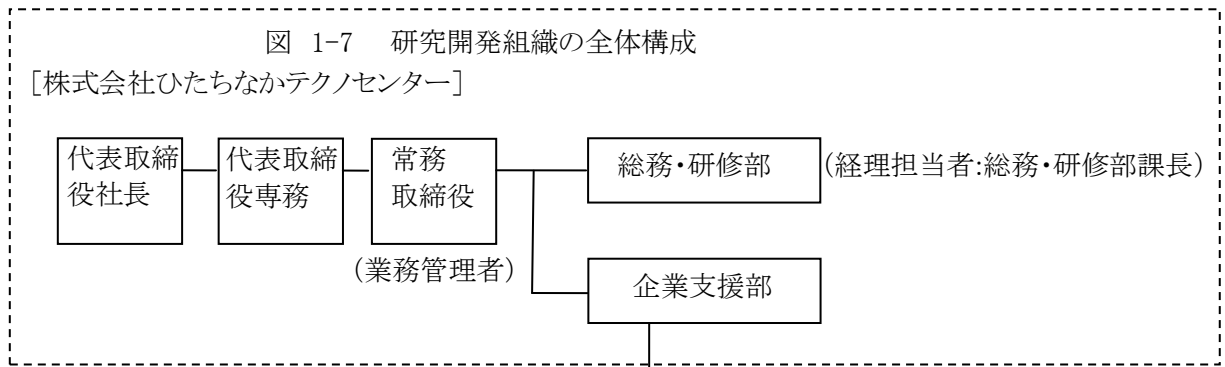 図 1-7 研究開発組織の全体構成
[株式会社ひたちなかテクノセンター]
代表取締
役社長
代表取締
役専務
常務
取締役
総務・研修部
(経理担当者:総務・研修部課長)
(業務管理者)
企業支援部